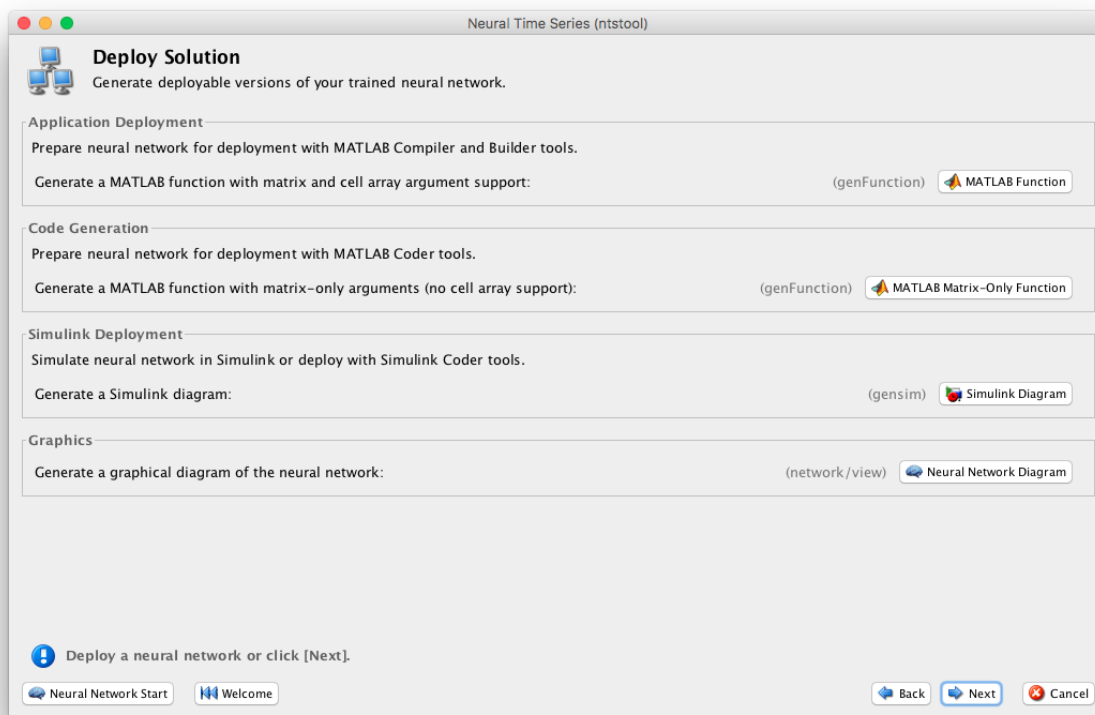 Neural Time Series (ntstool)
Deploy Solution
Generate deployable versions of your trained neural network.
Application Deployment
Prepare neural network for deployment with MATLAB Compiler and Builder tools.
Generate a MATLAB function with matrix and cell array argument support: (genFunction) MATLAB Function
Code Generation
Prepare neural network for deployment with MATLAB Coder tools.
Generate a MATLAB function with matrix-only arguments (no cell array support): (genFunction) MATLAB Matrix-Only Function
Simulink Deployment
Simulate neural network in Simulink or deploy with Simulink Coder tools.
Generate a Simulink diagram: (gensim) Simulink Diagram
Graphics
Generate a graphical diagram of the neural network: (network/view) Neural Network Diagram
Deploy a neural network or click [Next].
Neural Network Start Welcome Back Next Cancel